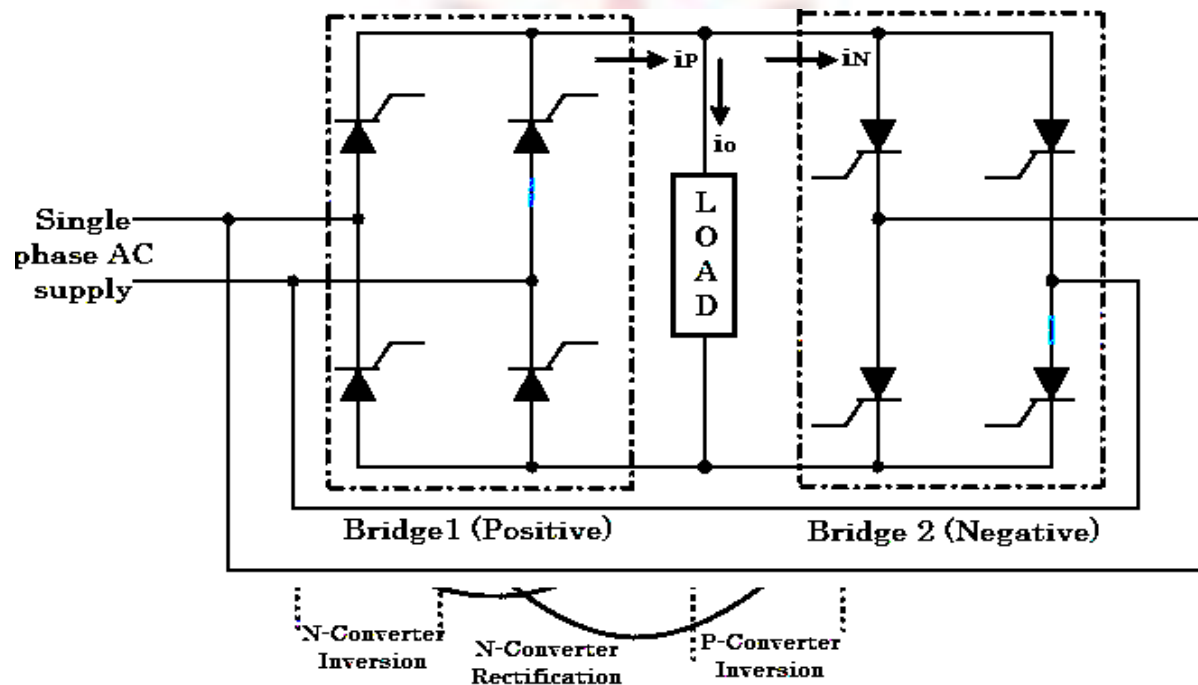 iP
iN
io
L
O
A
D
Single
phase AC
supply
Bridge1 (Positive)
Bridge 2 (Negative)
N-Converter
Inversion
N-Converter
Rectification
P-Converter
Inversion